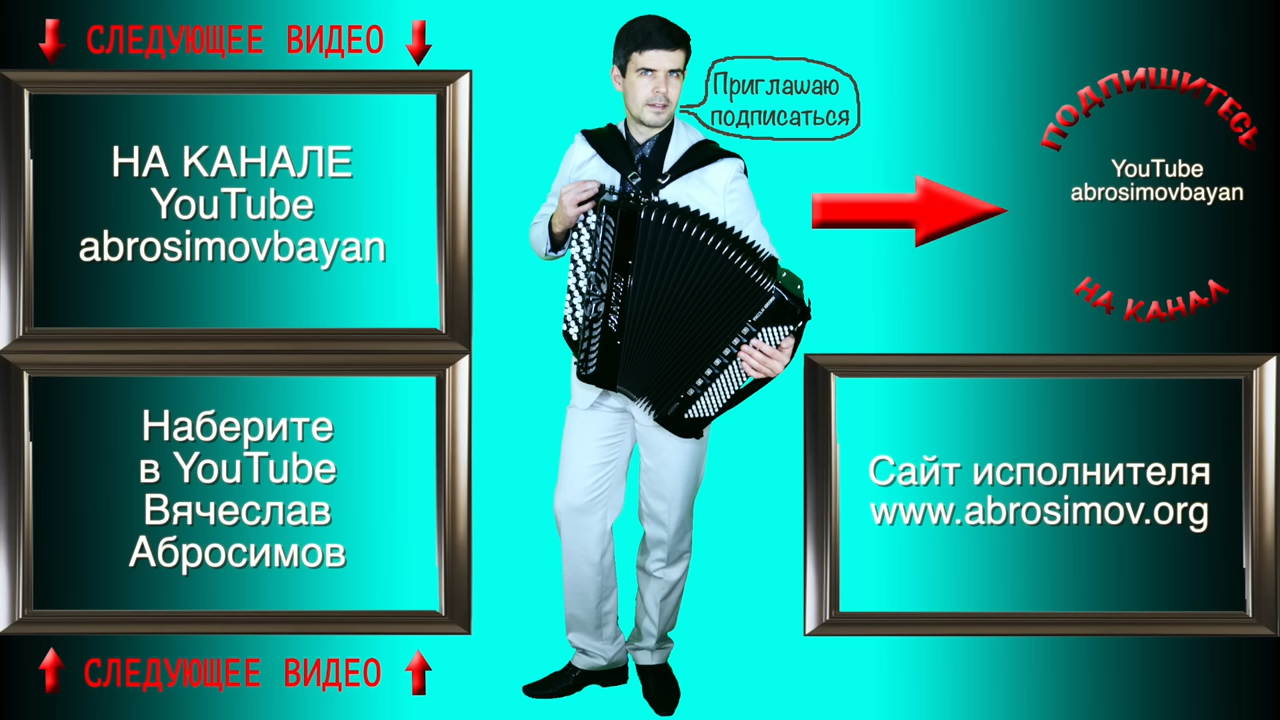 СЛЕДУЮЩЕЕ ВИДЕО
НА КАНАЛЕ
YouTube
abrosimovbayan
Приглашаю
подписаться
ПОДПИШИТЕСЬ
YouTube
abrosimovbayan
НА КАНАЛ
Наберите
в YouTube
Вячеслав
Абросимов
Сайт исполнителя
www.abrosimov.org
СЛЕДУЮЩЕЕ ВИДЕО